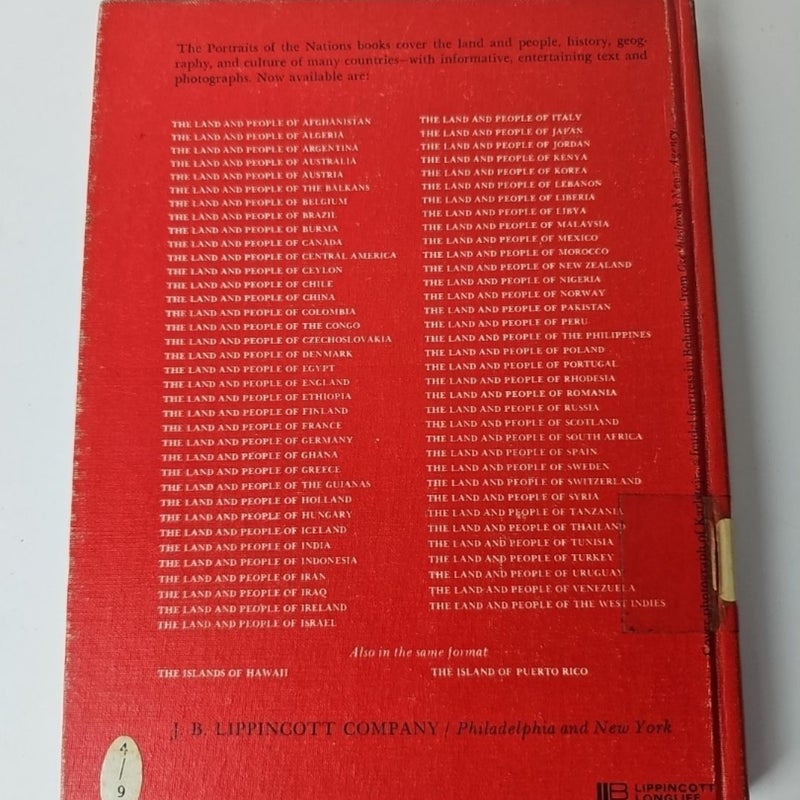 The Portraits of the Nations books cover the land and people, history, geog-
raphy, and culture of many countries—with informative, entertaining text and
photographs. Now available are:
THE LAND AND PEOPLE OF AFGHANISTAN
THE LAND AND PEOPLE OF ALGERIA
THE LAND AND PEOPLE OF ARGENTINA
THE LAND AND PEOPLE OF AUSTRALIA
THE LAND AND PEOPLE OF AUSTRIA
THE LAND AND PEOPLE OF THE BALKANS
THE LAND AND PEOPLE OF BELGIUM
THE LAND AND PEOPLE OF BRAZIL
THE LAND AND PEOPLE OF BURMA
THE LAND AND PEOPLE OF CANADA
THE LAND AND PEOPLE OF CENTRAL AMERICA
THE LAND AND PEOPLE OF CEYLON
THE LAND AND PEOPLE OF CHILE
THE LAND AND PEOPLE OF CHINA
THE LAND AND PEOPLE OF COLOMBIA
THE LAND AND PEOPLE OF THE CONGO
THE LAND AND PEOPLE OF CZECHOSLOVAKIA
THE LAND AND PEOPLE OF DENMARK
THE LAND AND PEOPLE OF EGYPT
THE LAND AND PEOPLE OF ENGLAND
THE LAND AND PEOPLE OF ETHIOPIA
THE LAND AND PEOPLE OF FINLAND
THE LAND AND PEOPLE OF FRANCE
THE LAND AND PEOPLE OF GERMANY
THE LAND AND PEOPLE OF GHANA
THE LAND AND PEOPLE OF GREECE
THE LAND AND PEOPLE OF THE GUIANAS
THE LAND AND PEOPLE OF HOLLAND
THE LAND AND PEOPLE OF HUNGARY
THE LAND AND PEOPLE OF ICELAND
THE LAND AND PEOPLE OF INDIA
THE LAND AND PEOPLE OF INDONESIA
THE LAND AND PEOPLE OF IRAN
THE LAND AND PEOPLE OF IRAQ
THE LAND AND PEOPLE OF IRELAND
THE LAND AND PEOPLE OF ISRAEL
THE LAND AND PEOPLE OF ITALY
THE LAND AND PEOPLE OF JAPAN
THE LAND AND PEOPLE OF JORDAN
THE LAND AND PEOPLE OF KENYA
THE LAND AND PEOPLE OF KOREA
THE LAND AND PEOPLE OF LEBANON
THE LAND AND PEOPLE OF LIBERIA
THE LAND AND PEOPLE OF LIBYA
THE LAND AND PEOPLE OF MALAYSIA
THE LAND AND PEOPLE OF MEXICO
THE LAND AND PEOPLE OF MOROCCO
THE LAND AND PEOPLE OF NEW ZEALAND
THE LAND AND PEOPLE OF NIGERIA
THE LAND AND PEOPLE OF NORWAY
THE LAND AND PEOPLE OF PAKISTAN
THE LAND AND PEOPLE OF PERU
THE LAND AND PEOPLE OF THE PHILIPPINES
THE LAND AND PEOPLE OF POLAND
THE LAND AND PEOPLE OF PORTUGAL
THE LAND AND PEOPLE OF RHODESIA
THE LAND AND PEOPLE OF ROMANIA
THE LAND AND PEOPLE OF RUSSIA
THE LAND AND PEOPLE OF SCOTLAND
THE LAND AND PEOPLE OF SOUTH AFRICA
THE LAND AND PEOPLE OF SPAIN
THE LAND AND PEOPLE OF SWEDEN
THE LAND AND PEOPLE OF SWITZERLAND
THE LAND AND PEOPLE OF SYRIA
THE LAND AND PEOPLE OF TANZANIA
THE LAND AND PEOPLE OF THAILAND
THE LAND AND PEOPLE OF TUNISIA
THE LAND AND PEOPLE OF TURKEY
THE LAND AND PEOPLE OF URUGUAY
THE LAND AND PEOPLE OF VENEZUELA
THE LAND AND PEOPLE OF THE WEST INDIES
Also in the same format
THE ISLANDS OF HAWAII
THE ISLAND OF PUERTO RICO
J. B. LIPPINCOTT COMPANY / Philadelphia and New York
4/9
LIPPINCOTT
LONGLIFE
photograph of in Bohemia, from Czechoslovak News Agency